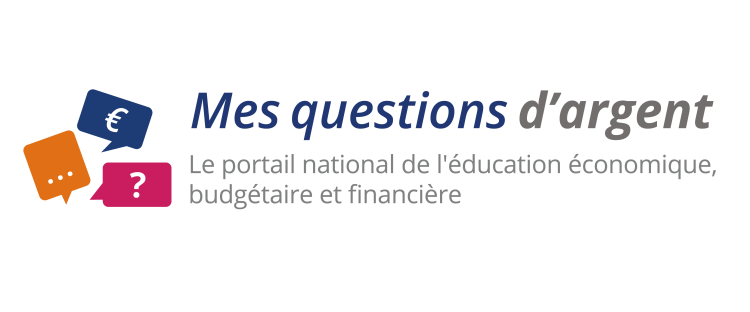 €
...
?
Mes questions d’argent
Le portail national de l'éducation économique,
budgétaire et financière